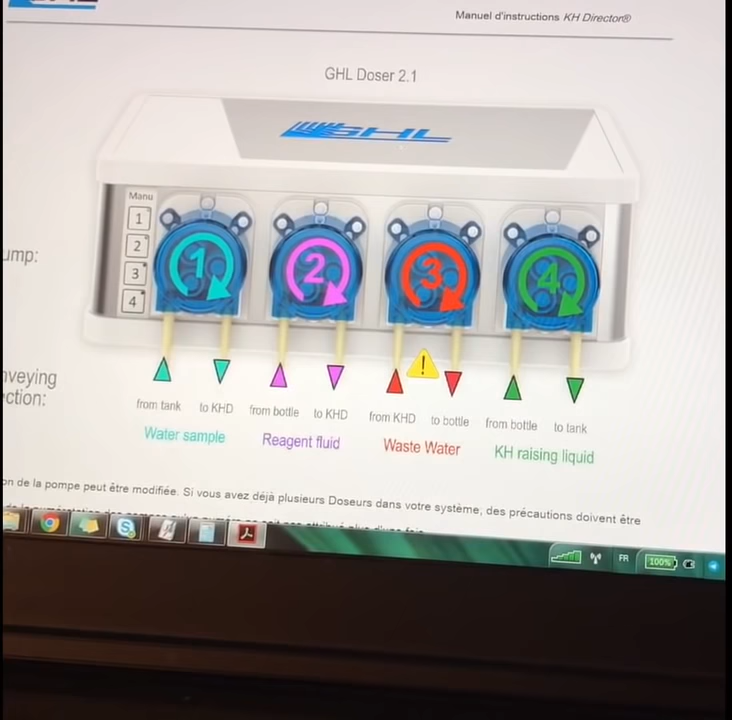 Manuel d'instructions KH Director®
GHL Doser 2.1
GHL
Manu
1
2
3
4
1
2
3
4
ump:
nveying
ction:
from tank
to KHD
from bottle
to KHD
from KHD
to bottle
from bottle
to tank
Water sample
Reagent fluid
Waste Water
KH raising liquid
on de la pompe peut être modifiée. Si vous avez déjà plusieurs Doseurs dans votre système, des précautions doivent être
FR
100%